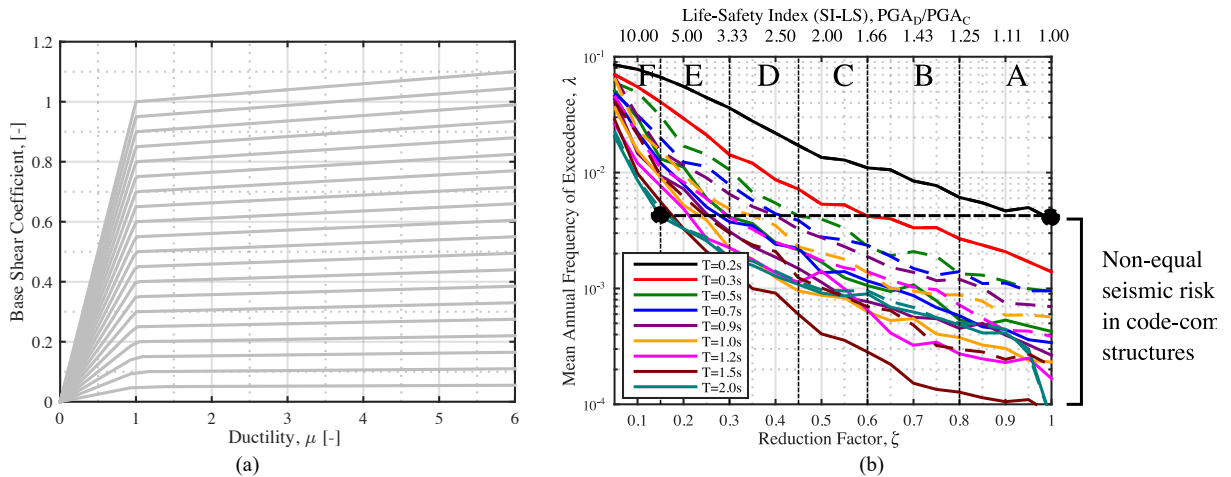 (a)
1.2
1
0.8
0.6
0.4
0.2
0
Base Shear Coefficient, [-]
0 1 2 3 4 5 6
Ductility, μ [-]
(a)
(b)
Life-Safety Index (SI-LS), PGA_D/PGA_C
10.00 5.00 3.33 2.50 2.00 1.66 1.43 1.25 1.11 1.00
10^-1
10^-2
10^-3
10^-4
Mean Annual Frequency of Exceedence, λ
F E D C B A
T=0.2s
T=0.3s
T=0.5s
T=0.7s
T=0.9s
T=1.0s
T=1.2s
T=1.5s
T=2.0s
0.1 0.2 0.3 0.4 0.5 0.6 0.7 0.8 0.9 1
Reduction Factor, ζ
(b)
Non-equal
seismic risk
in code-com
structures